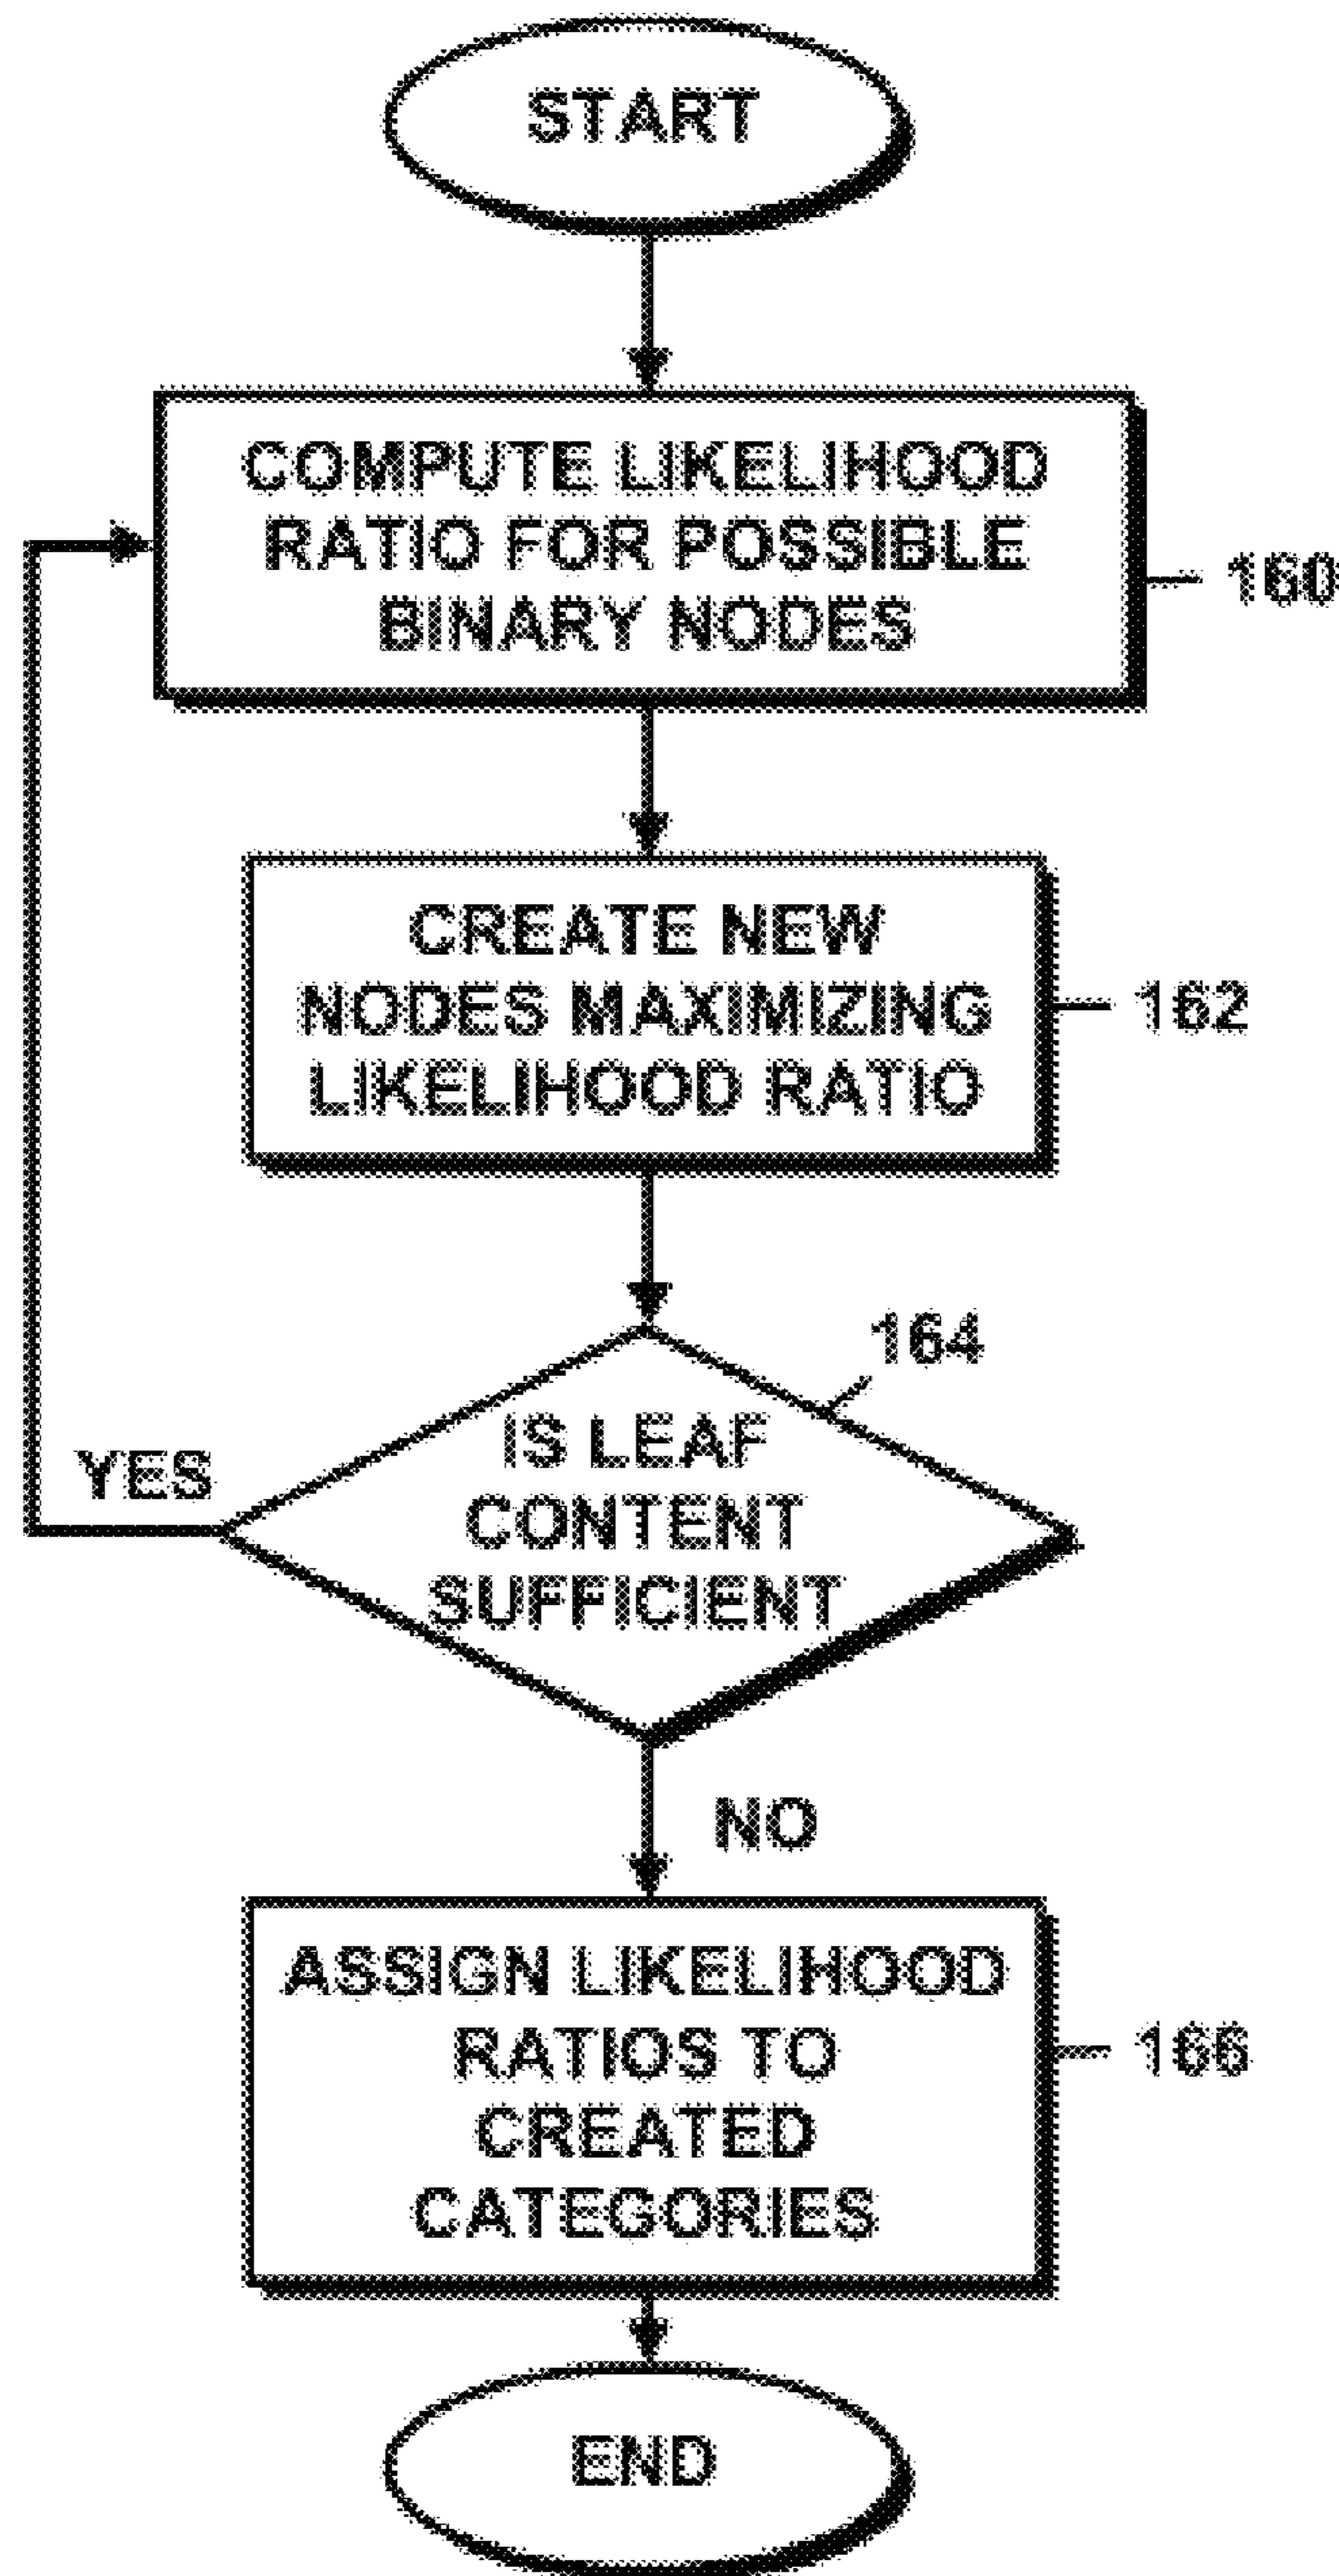 START
COMPUTE LIKELIHOOD
RATIO FOR POSSIBLE
BINARY NODES
160
CREATE NEW
NODES MAXIMIZING
LIKELIHOOD RATIO
162
164
IS LEAF
CONTENT
SUFFICIENT
YES
NO
ASSIGN LIKELIHOOD
RATIOS TO
CREATED
CATEGORIES
166
END